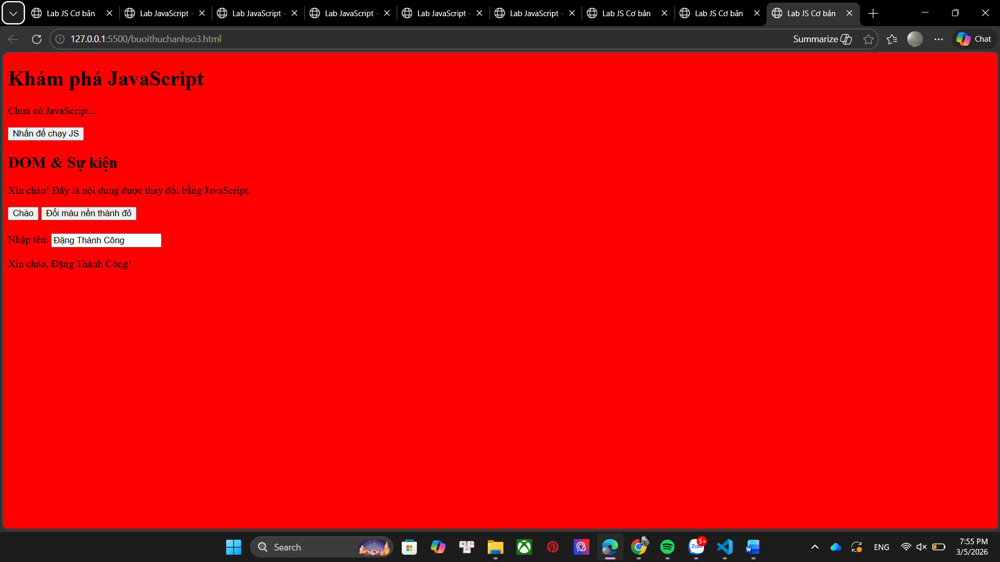 Lab JS Cơ bản
Lab JavaScript -
Lab JavaScript -
Lab JavaScript -
Lab JavaScript -
Lab JavaScript -
Lab JS Cơ bản
Lab JS Cơ bản
Lab JS Cơ bản
127.0.0.1:5500/buoithuchanhso3.html
Summarize
Chat
Khám phá JavaScript
Chưa có JavaScript...
Nhấn để chạy JS
DOM & Sự kiện
Xin chào! Đây là nội dung được thay đổi bằng JavaScript.
Chào
Đổi màu nền thành đỏ
Nhập tên: Đặng Thành Công
Xin chào, Đặng Thành Công!
Search
Zalo
5+
ENG
7:55 PM
3/5/2026